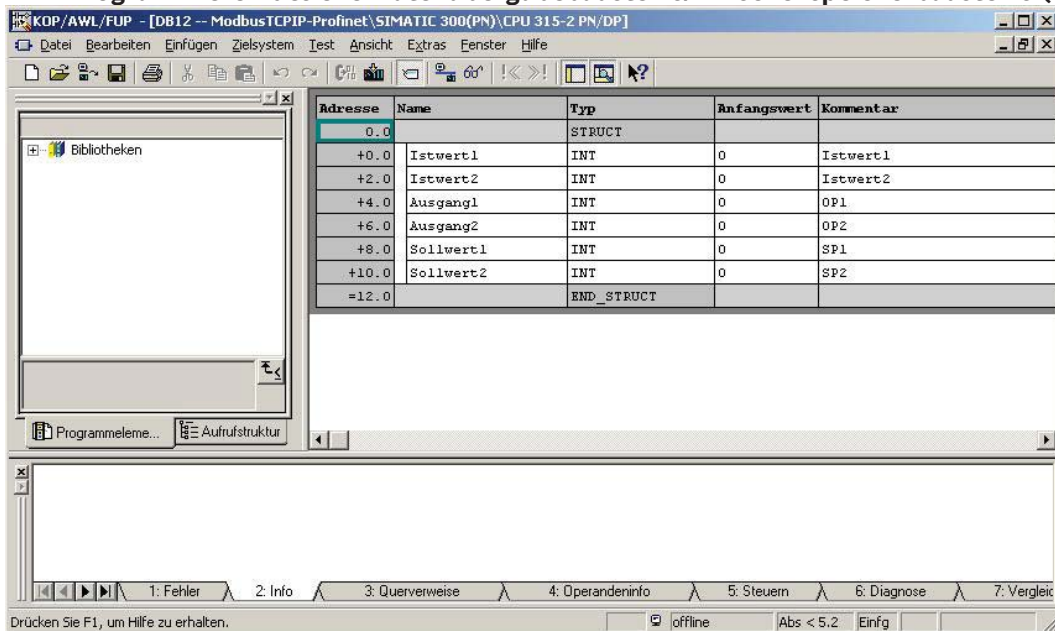 KOP/AWL/FUP - [DB12 -- ModbusTCPIP-Profinet\SIMATIC 300(PN)\CPU 315-2 PN/DP]
Datei Bearbeiten Einfügen Zielsystem Test Ansicht Extras Fenster Hilfe
Bibliotheken
Programmeleme... Aufrufstruktur
Adresse Name Typ Anfangswert Kommentar
0.0 STRUCT
+0.0 Istwert1 INT 0 Istwert1
+2.0 Istwert2 INT 0 Istwert2
+4.0 Ausgang1 INT 0 OP1
+6.0 Ausgang2 INT 0 OP2
+8.0 Sollwert1 INT 0 SP1
+10.0 Sollwert2 INT 0 SP2
=12.0 END_STRUCT
1: Fehler 2: Info 3: Querverweise 4: Operandeninfo 5: Steuern 6: Diagnose 7: Vergleic
Drücken Sie F1, um Hilfe zu erhalten. offline Abs < 5.2 Einfg